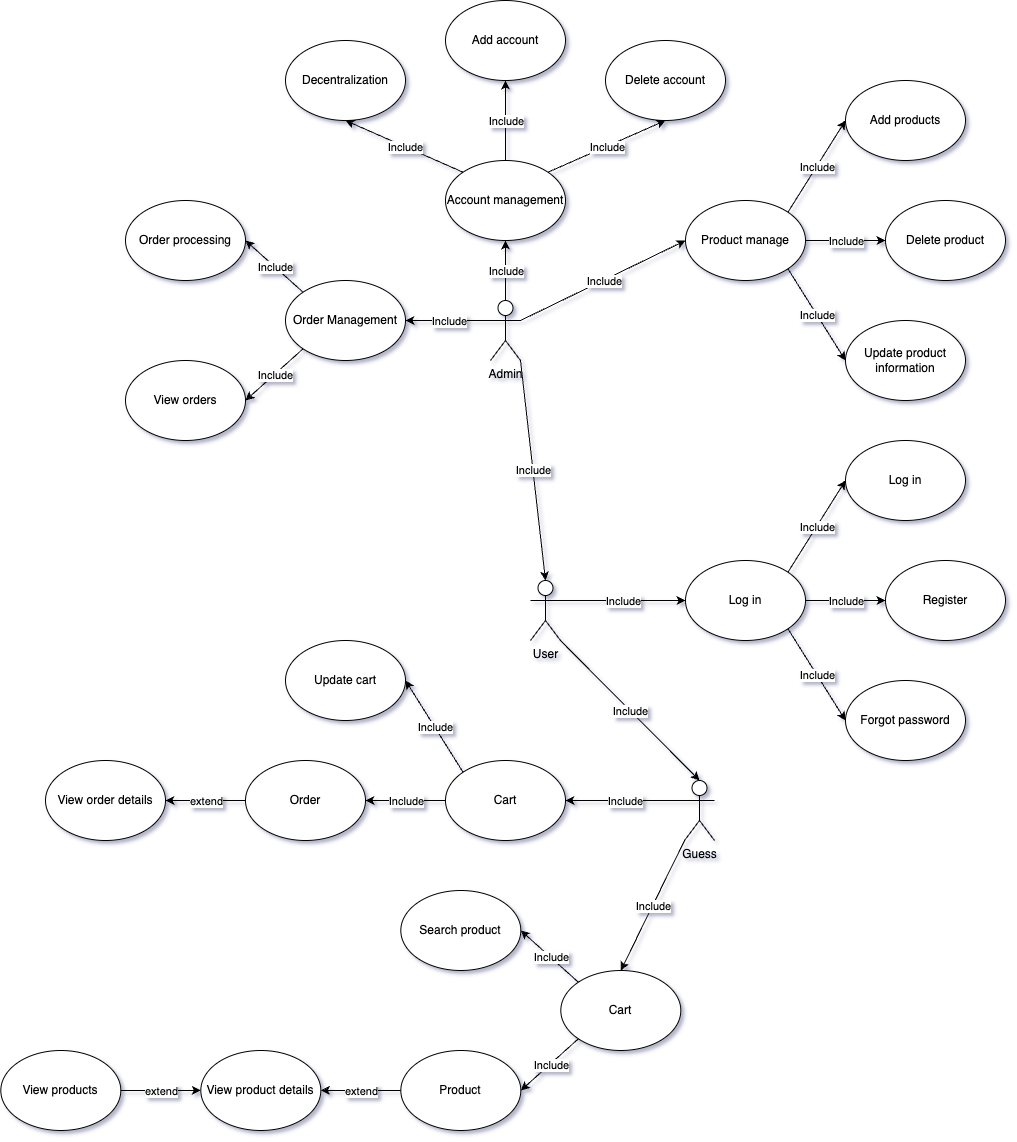 Add account
Decentralization
Delete account
Include
Include
Include
Add products
Include
Account management
Order processing
Product manage
Include
Delete product
Include
Include
Include
Order Management
Include
Include
Include
Update product
information
Include
Admin
View orders
Include
Log in
Include
Log in
Include
Register
Include
User
Update cart
Include
Include
Forgot password
Include
View order details
extend
Order
Include
Cart
Include
Guess
Include
Search product
Include
Cart
Include
View products
extend
View product details
extend
Product